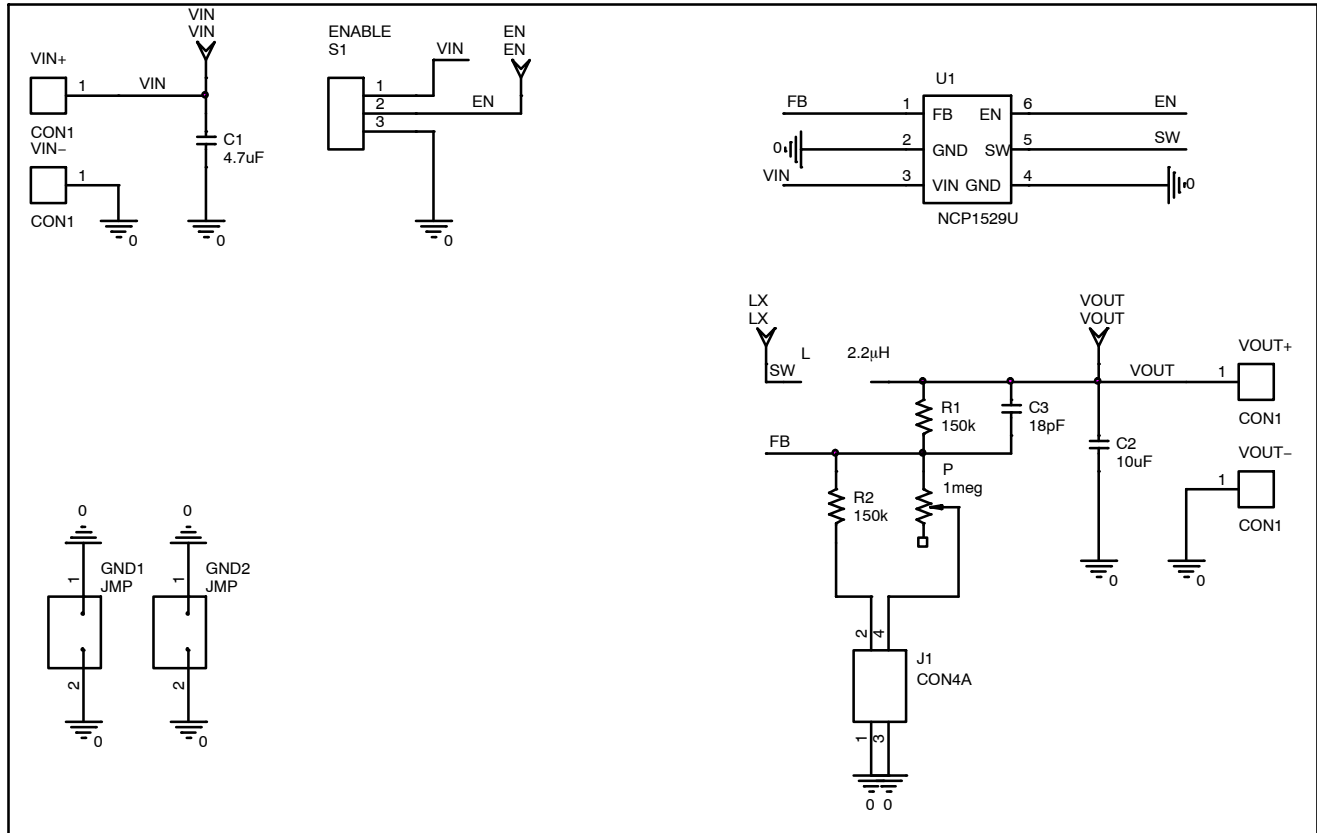 VIN
VIN
VIN+
1
VIN
CON1
C1
4.7uF
VIN−
1
CON1
0
0
ENABLE
S1
VIN
1
2
3
EN
EN
EN
0
U1
FB
1
FB
EN
6
EN
0
2
GND
SW
5
SW
VIN
3
VIN
GND
4
0
NCP1529U
LX
LX
SW
L
2.2μH
VOUT
VOUT
VOUT
1
VOUT+
CON1
R1
150k
C3
18pF
FB
C2
10uF
VOUT−
1
CON1
P
1meg
R2
150k
0
0
2
4
J1
CON4A
1
3
0
0
0
0
1
1
GND1
JMP
GND2
JMP
2
2
0
0